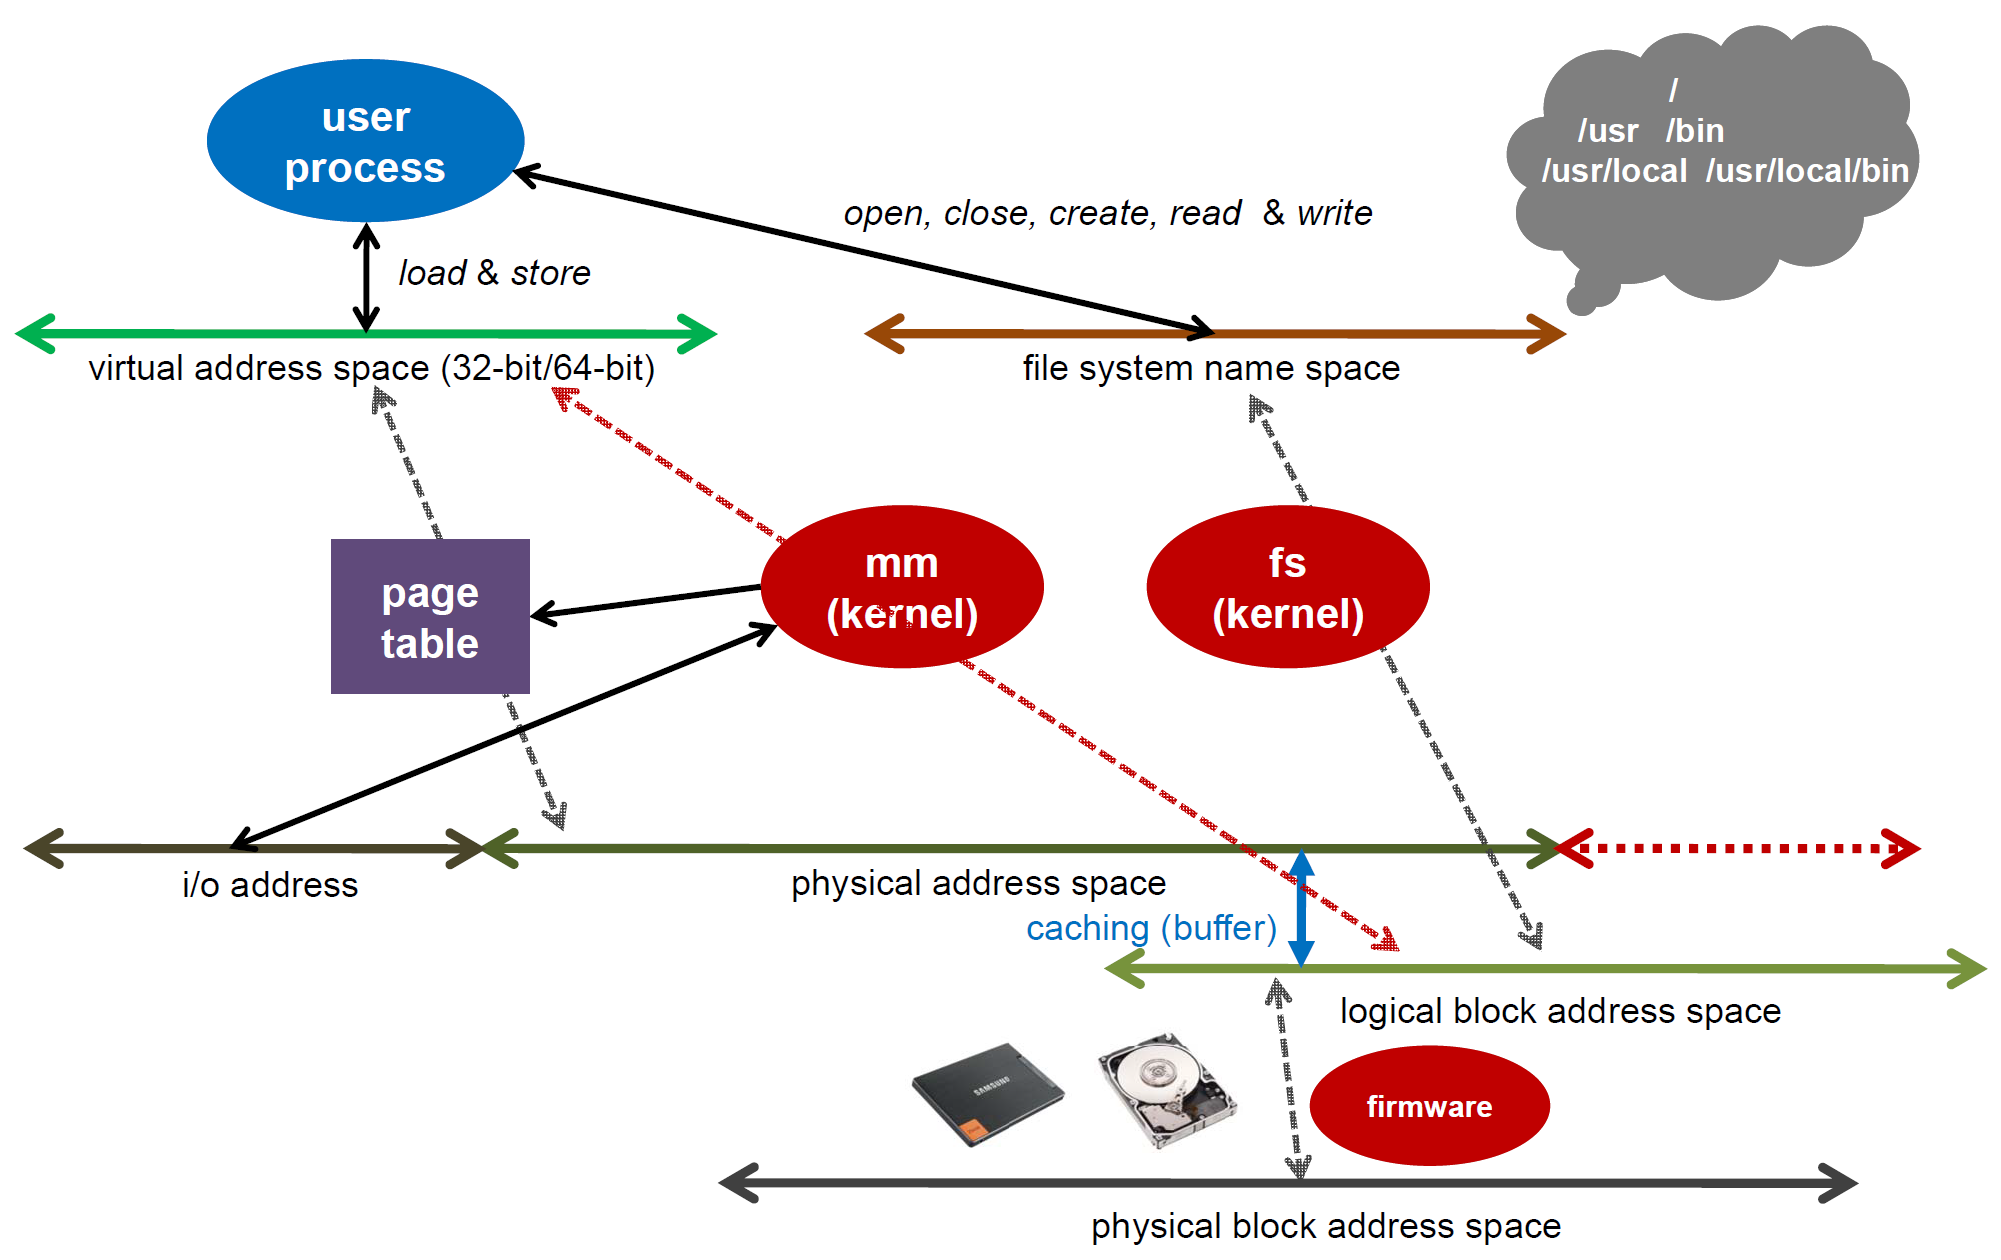 /
/usr /bin
/usr/local /usr/local/bin
user
process
open, close, create, read & write
load & store
virtual address space (32-bit/64-bit)
file system name space
mm
(kernel)
fs
(kernel)
page
table
i/o address
physical address space
caching (buffer)
logical block address space
SAMSUNG
firmware
physical block address space